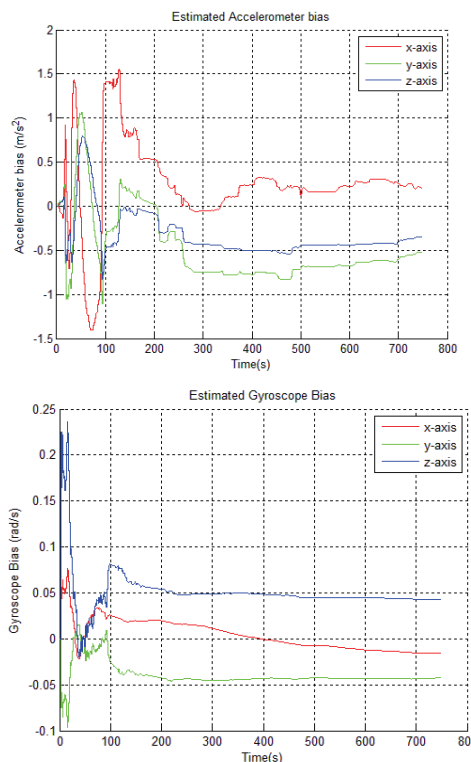 Estimated Accelerometer bias
2
1.5
1
0.5
0
-0.5
-1
-1.5
Accelerometer bias (m/s²)
x-axis
y-axis
z-axis
0 100 200 300 400 500 600 700 800
Time(s)
Estimated Gyroscope Bias
0.25
0.2
0.15
0.1
0.05
0
-0.05
-0.1
Gyroscope Bias (rad/s)
x-axis
y-axis
z-axis
0 100 200 300 400 500 600 700 80
Time(s)